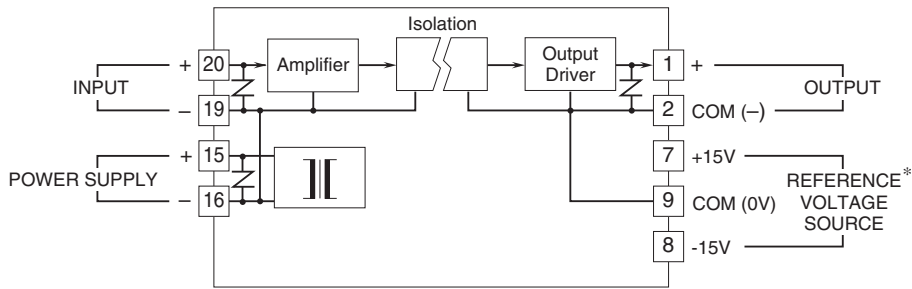 Isolation
+ 20 Amplifier Output Driver 1 +
INPUT OUTPUT
− 19 2 COM (−)
+ 15 7 +15V
POWER SUPPLY REFERENCE* VOLTAGE SOURCE
− 16 9 COM (0V)
8 -15V